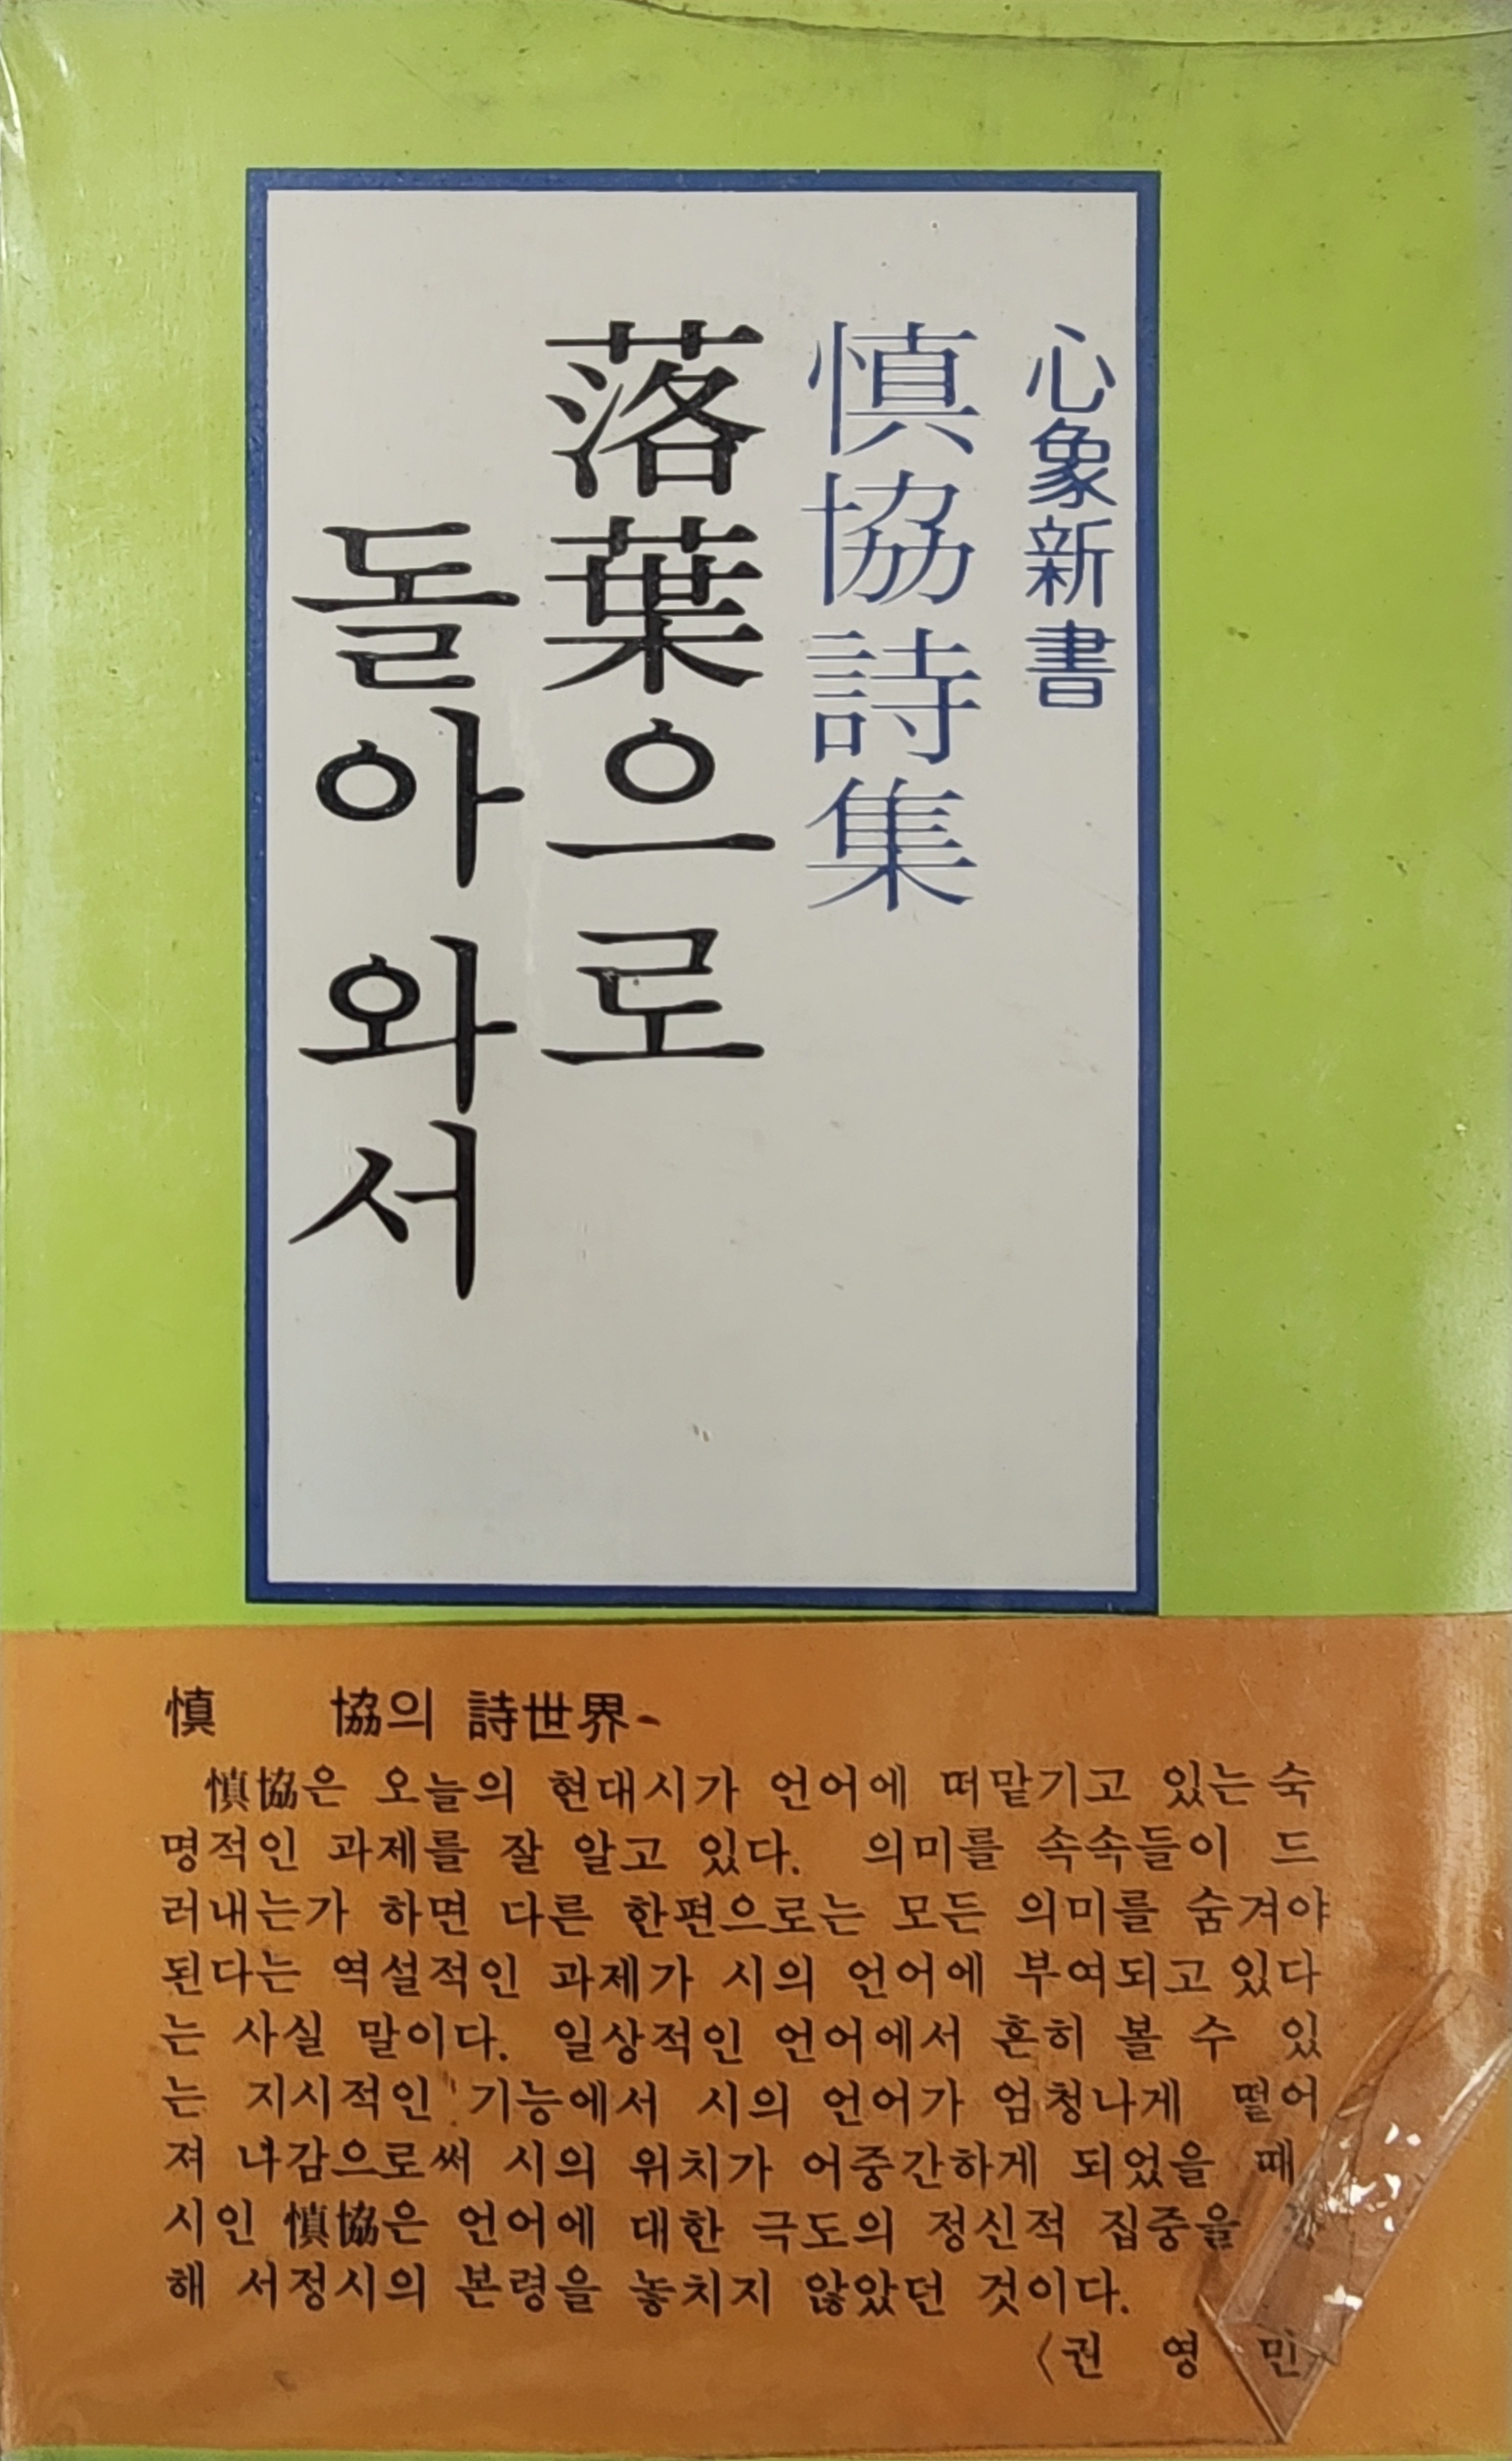 心象新書
慎協詩集
落葉으로
돌아와서
慎 協의 詩世界
慎協은 오늘의 현대시가 언어에 떠맡기고 있는 숙
명적인 과제를 잘 알고 있다. 의미를 속속들이 드
러내는가 하면 다른 한편으로는 모든 의미를 숨겨야
된다는 역설적인 과제가 시의 언어에 부여되고 있다
는 사실 말이다. 일상적인 언어에서 흔히 볼 수 있
는 지시적인 기능에서 시의 언어가 엄청나게 떨어
져 나감으로써 시의 위치가 어중간하게 되었을 때
시인 慎協은 언어에 대한 극도의 정신적 집중을
해 서정시의 본령을 놓치지 않았던 것이다.
〈권 영 민〉